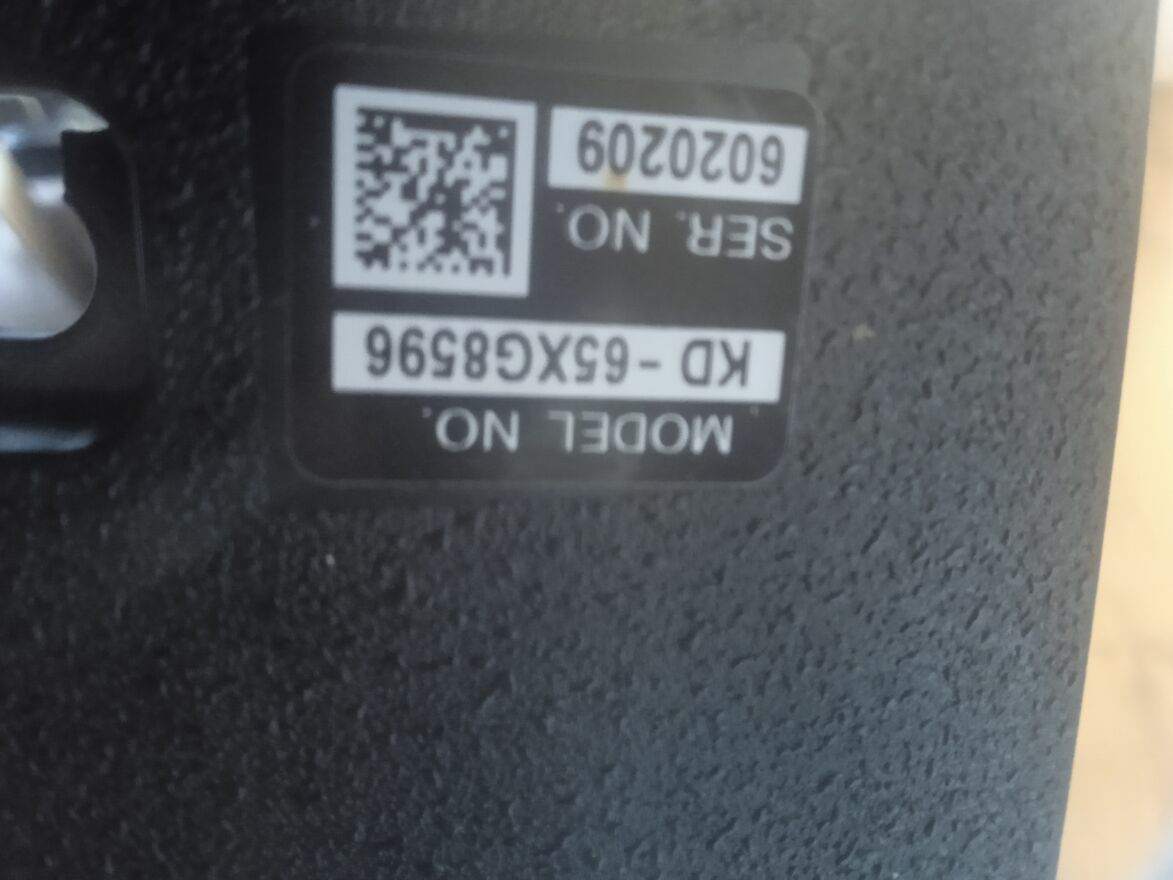 MODEL NO.
KD-65XG8596
SER. NO.
6020209